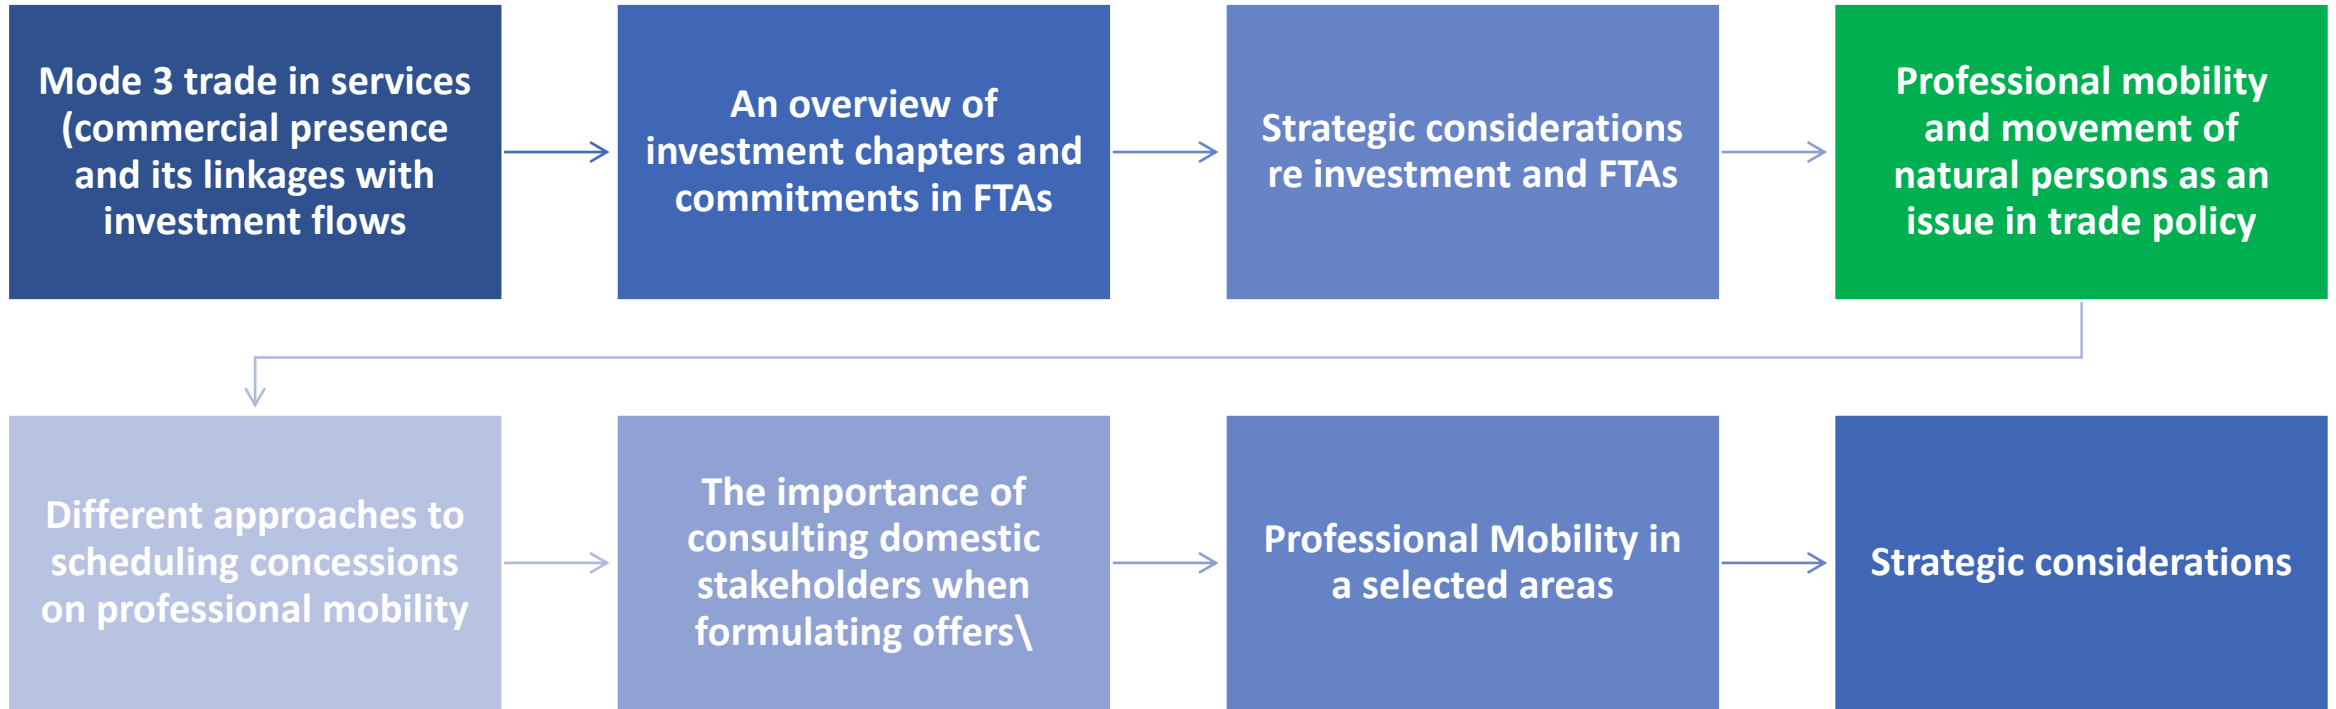 Mode 3 trade in services
(commercial presence
and its linkages with
investment flows
An overview of
investment chapters and
commitments in FTAs
Strategic considerations
re investment and FTAs
Professional mobility
and movement of
natural persons as an
issue in trade policy
Different approaches to
scheduling concessions
on professional mobility
The importance of
consulting domestic
stakeholders when
formulating offers\
Professional Mobility in
a selected areas
Strategic considerations